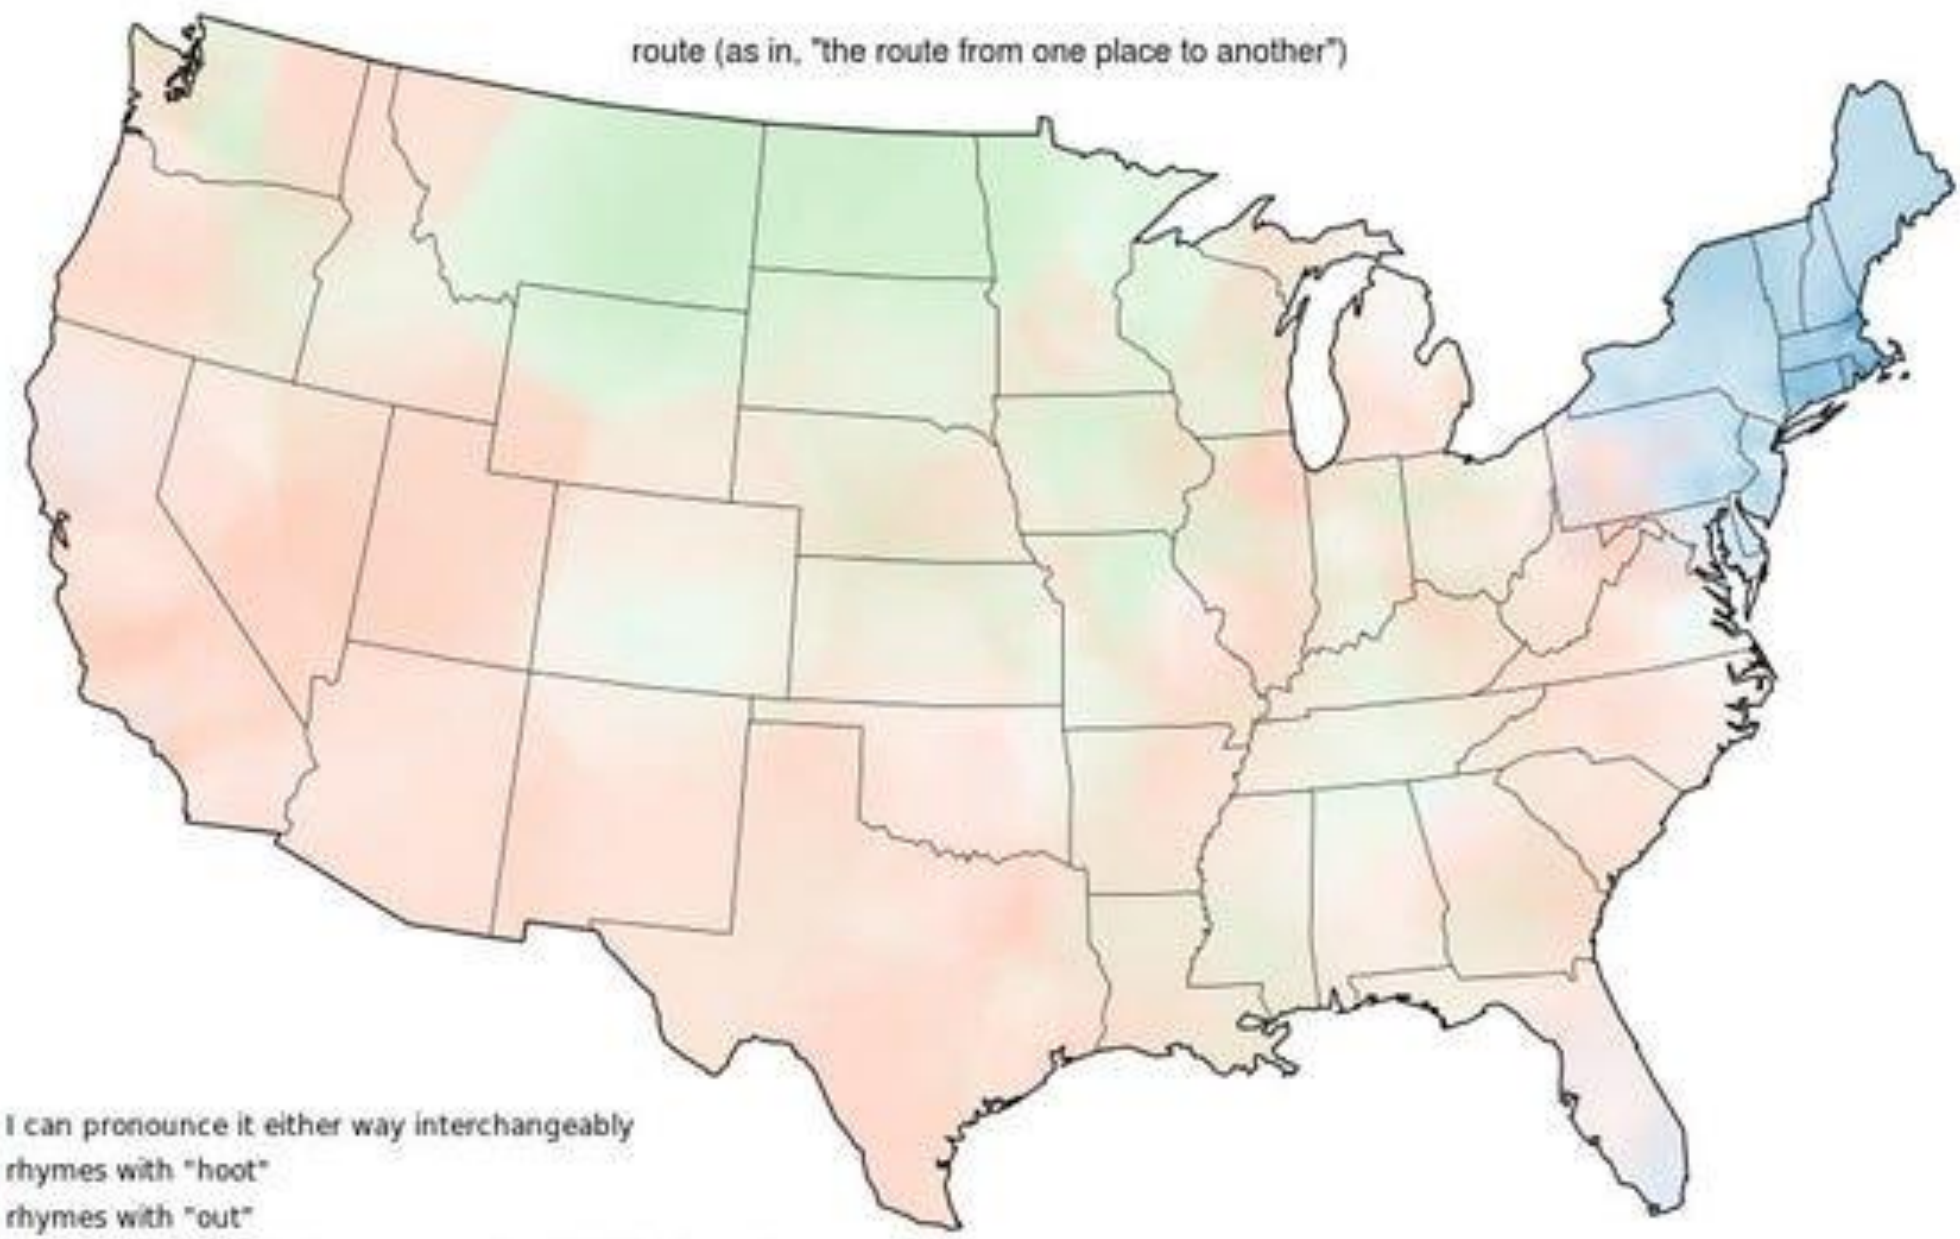 route (as in, "the route from one place to another")
I can pronounce it either way interchangeably
rhymes with "hoot"
rhymes with "out"